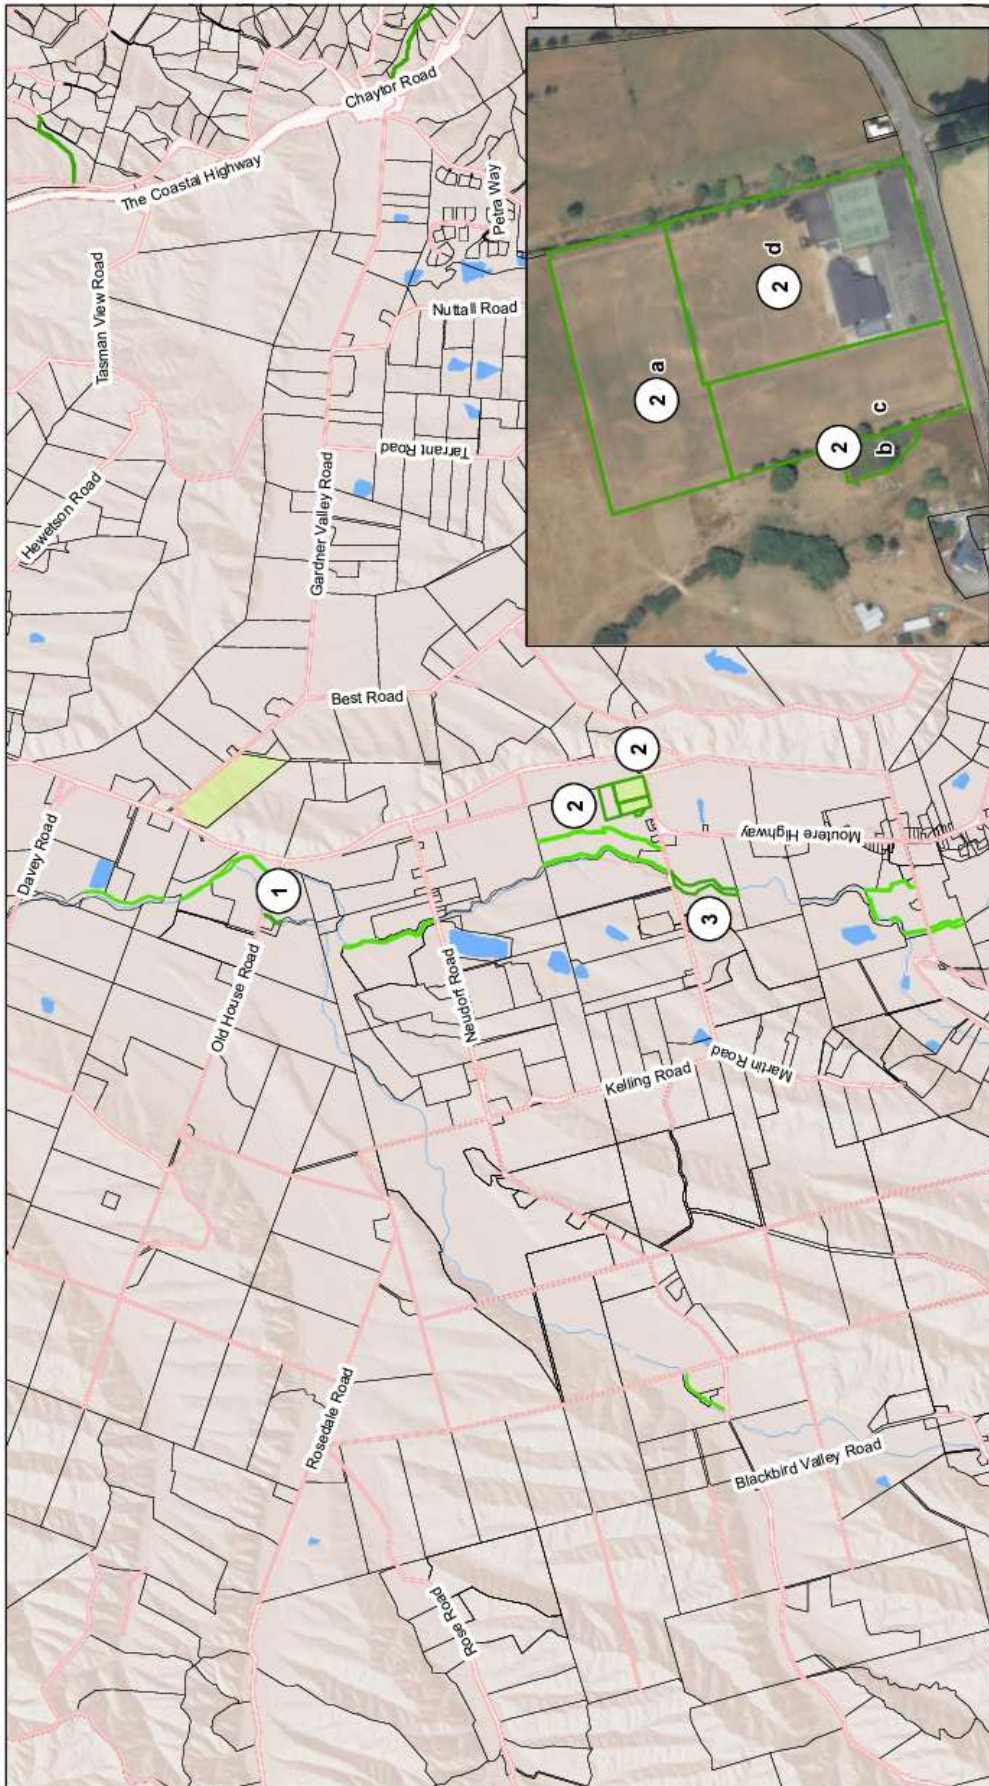 Chaytor Road
The Coastal Highway
Tasman View Road
Petra Way
Nuttall Road
Hewetson Road
Tarrant Road
Gardner Valley Road
Best Road
Davey Road
Old House Road
Neudorf Road
Moutere Highway
Kelling Road
Martin Road
Rosedale Road
Blackbird Valley Road
Rose Road
1
2
2
3
2
a
2
d
2
b
c